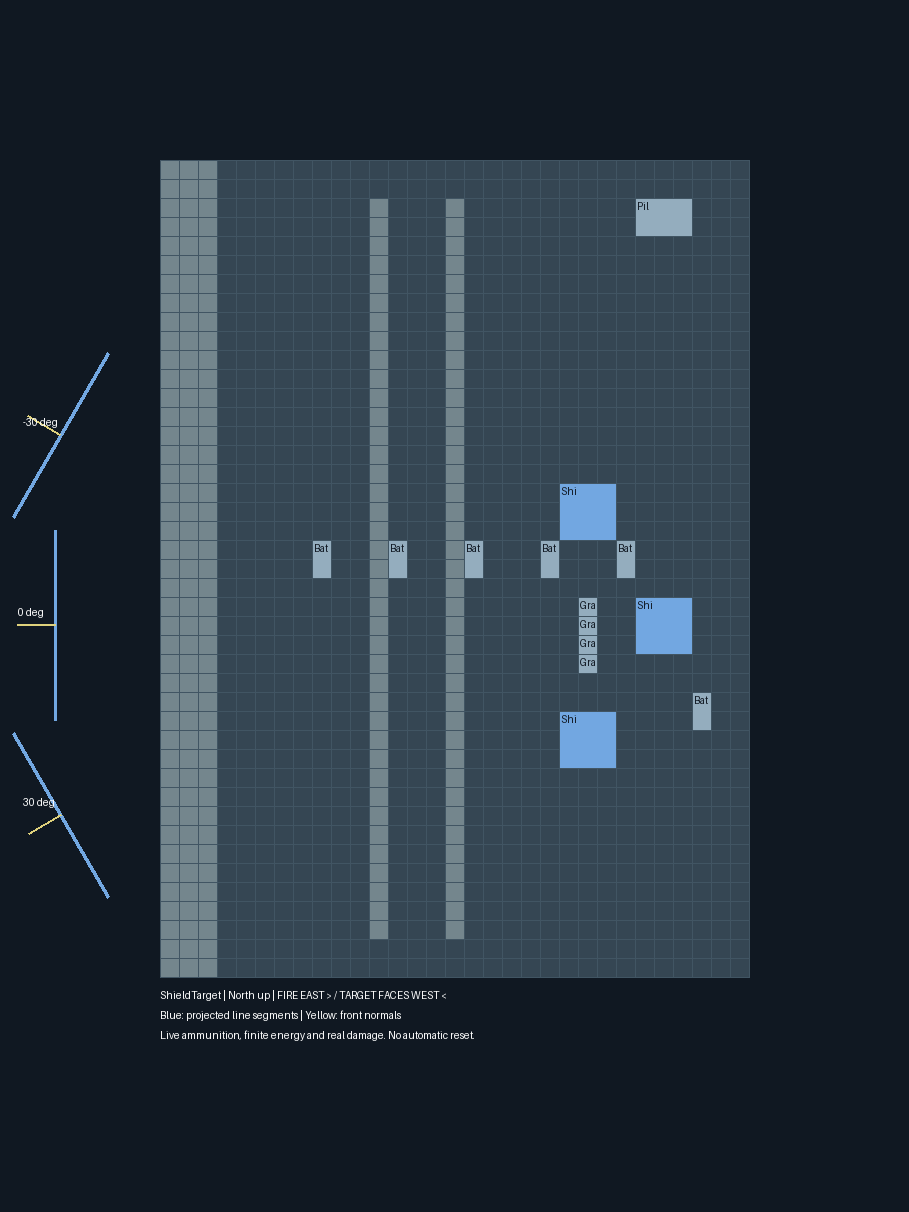 Pil
-30 deg
Shi
Bat
Bat
Bat
Bat
Bat
Gra
Shi
0 deg
Gra
Gra
Gra
Bat
Shi
30 deg
ShieldTarget | North up | FIRE EAST > / TARGET FACES WEST <
Blue: projected line segments | Yellow: front normals
Live ammunition, finite energy and real damage. No automatic reset.